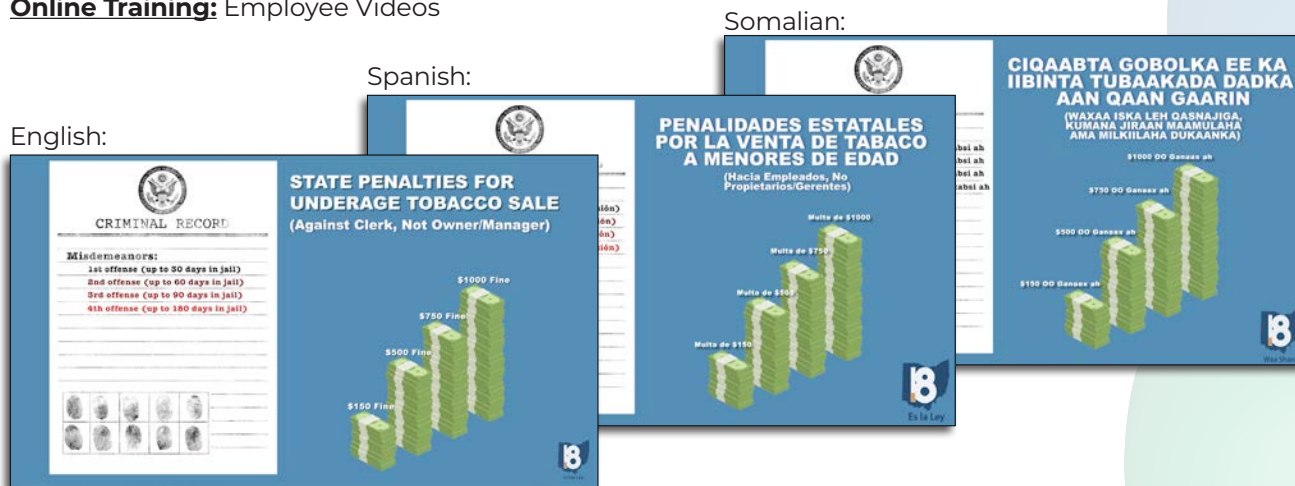 Online Training: Employee Videos
Somalian:
Spanish:
English:
CIQAABTA GOBOLKA EE KA
IIBINTA TUBAAKADA DADKA
AAN QAAN GAARIN
(WAXAA ISKA LEH QASNAJIGA,
KUMANA JIRAAN MAAMULAHA
AMA MILKIILAHA DUKAANKA)
$1000 OO Ganaax ah
$750 OO Ganaax ah
$500 OO Ganaax ah
$150 OO Ganaax ah
18
PENALIDADES ESTATALES
POR LA VENTA DE TABACO
A MENORES DE EDAD
(Hacia Empleados, No
Propietarios/Gerentes)
Multa de $1000
Multa de $750
Multa de $500
Multa de $150
18
Es la Ley
CRIMINAL RECORD
Misdemeanors:
1st offense (up to 30 days in jail)
2nd offense (up to 60 days in jail)
3rd offense (up to 90 days in jail)
4th offense (up to 180 days in jail)
STATE PENALTIES FOR
UNDERAGE TOBACCO SALE
(Against Clerk, Not Owner/Manager)
$1000 Fine
$750 Fine
$500 Fine
$150 Fine
18